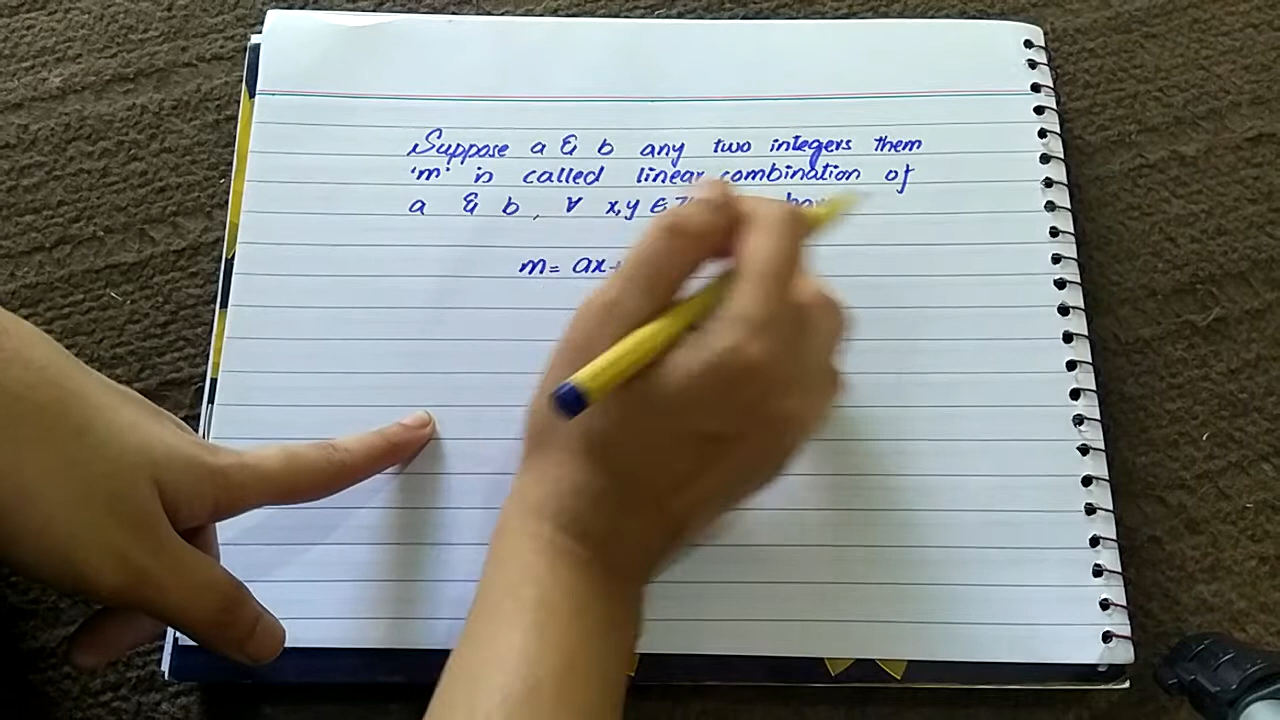 Suppose a & b any two integers them
'm' is called linear combination of
a & b, ∀ x,y ∈
m = ax+